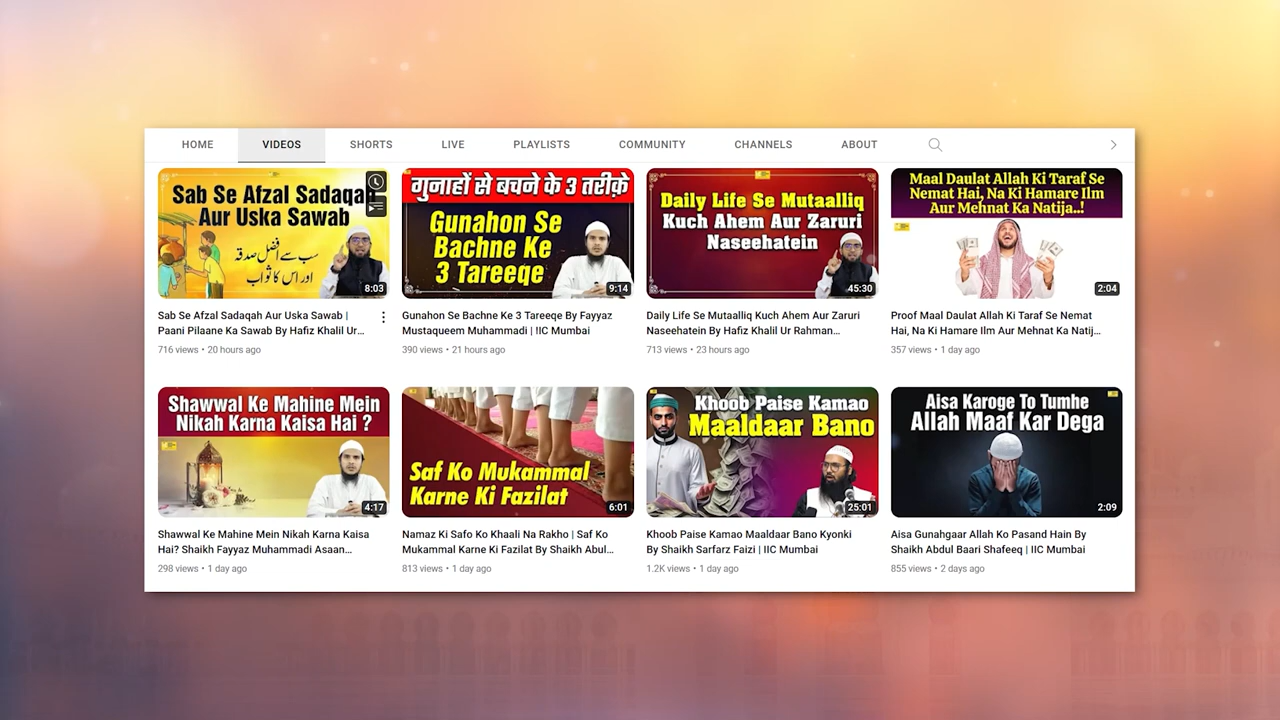 HOME VIDEOS SHORTS LIVE PLAYLISTS COMMUNITY CHANNELS ABOUT
Sab Se Afzal Sadaqah
Aur Uska Sawab
سب سے افضل صدقہ
اور اس کا ثواب
8:03
गुनाहों से बचने के 3 तरीक़े
Gunahon Se
Bachne Ke
3 Tareeqe
9:14
Daily Life Se Mutaalliq
Kuch Ahem Aur Zaruri
Naseehatein
45:30
Maal Daulat Allah Ki Taraf Se
Nemat Hai, Na Ki Hamare Ilm
Aur Mehnat Ka Natija..!
2:04
Sab Se Afzal Sadaqah Aur Uska Sawab |
Paani Pilaane Ka Sawab By Hafiz Khalil Ur...
716 views • 20 hours ago
Gunahon Se Bachne Ke 3 Tareeqe By Fayyaz
Mustaqueem Muhammadi | !IC Mumbai
390 views • 21 hours ago
Daily Life Se Mutaalliq Kuch Ahem Aur Zaruri
Naseehatein By Hafiz Khalil Ur Rahman...
713 views • 23 hours ago
Proof Maal Daulat Allah Ki Taraf Se Nemat
Hai, Na Ki Hamare Ilm Aur Mehnat Ka Natij...
357 views • 1 day ago
Shawwal Ke Mahine Mein
Nikah Karna Kaisa Hai ?
4:17
Saf Ko Mukammal
Karne Ki Fazilat
6:01
Khoob Paise Kamao
Maaldaar Bano
25:01
Aisa Karoge To Tumhe
Allah Maaf Kar Dega
2:09
Shawwal Ke Mahine Mein Nikah Karna Kaisa
Hai? Shaikh Fayyaz Muhammadi Asaan...
298 views • 1 day ago
Namaz Ki Safo Ko Khaali Na Rakho | Saf Ko
Mukammal Karne Ki Fazilat By Shaikh Abul...
813 views • 1 day ago
Khoob Paise Kamao Maaldaar Bano Kyonki
By Shaikh Sarfarz Faizi | IIC Mumbai
1.2K views • 1 day ago
Aisa Gunahgaar Allah Ko Pasand Hain By
Shaikh Abdul Baari Shafeeq | IIC Mumbai
855 views • 2 days ago